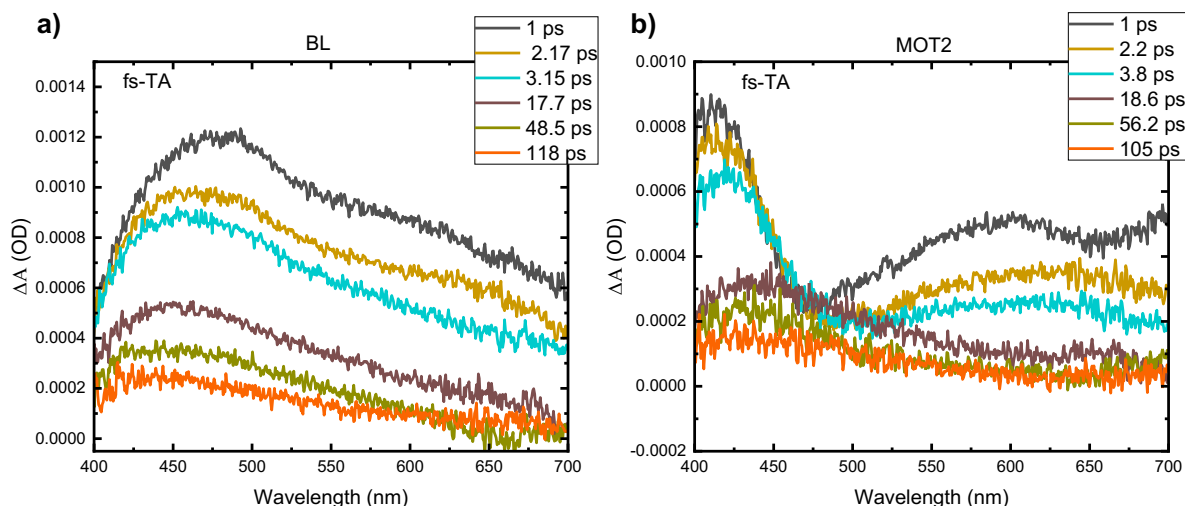 a)
BL
fs-TA
1 ps
2.17 ps
3.15 ps
17.7 ps
48.5 ps
118 ps
0.0014
0.0012
0.0010
0.0008
0.0006
0.0004
0.0002
0.0000
ΔA (OD)
400 450 500 550 600 650 700
Wavelength (nm)
b)
MOT2
fs-TA
1 ps
2.2 ps
3.8 ps
18.6 ps
56.2 ps
105 ps
0.0010
0.0008
0.0006
0.0004
0.0002
0.0000
-0.0002
ΔA (OD)
400 450 500 550 600 650 700
Wavelength (nm)